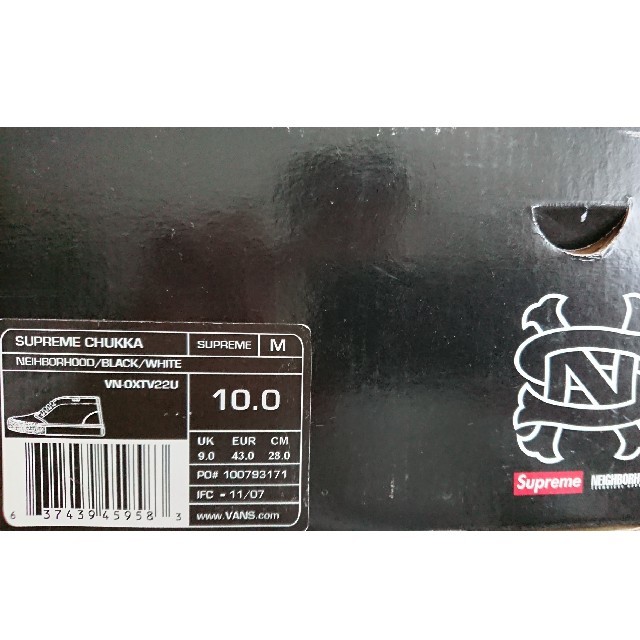 SUPREME CHUKKA SUPREME M
NEIHBORHOOD/BLACK/WHITE
VN-0XTV22U 10.0
UK EUR CM
9.0 43.0 28.0
PO# 100793171
IFC - 11/07
www.VANS.com
6 37439 45958 3
Supreme